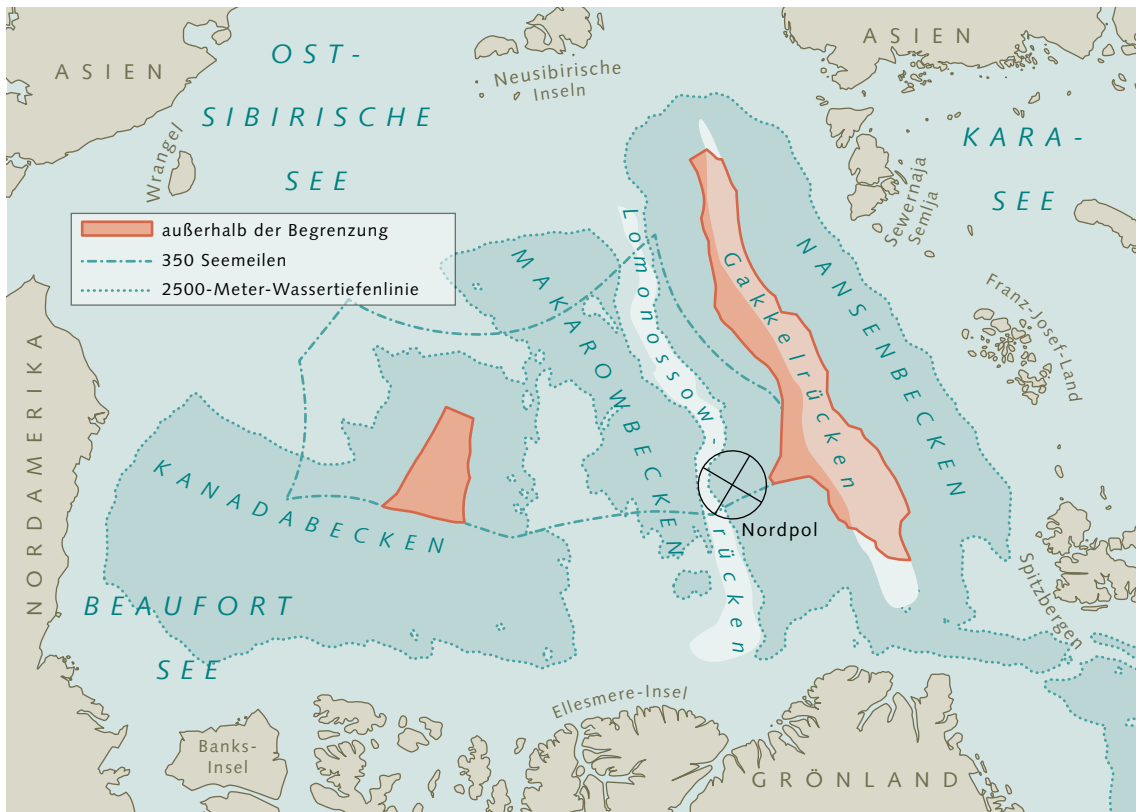 ASIEN
OST-
SIBIRISCHE
SEE
Neusibirische
Inseln
ASIEN
KARA-
SEE
Wrangel
Sewernaja
Semlja
außerhalb der Begrenzung
350 Seemeilen
2500-Meter-Wassertiefenlinie
Lomonossow-
rücken
Gakkelrücken
NANSENBECKEN
MAKAROWBECKEN
Franz-Josef-Land
NORDAMERIKA
KANADABECKEN
Nordpol
BEAUFORT
SEE
Spitzbergen
Ellesmere-Insel
Banks-
Insel
GRÖNLAND